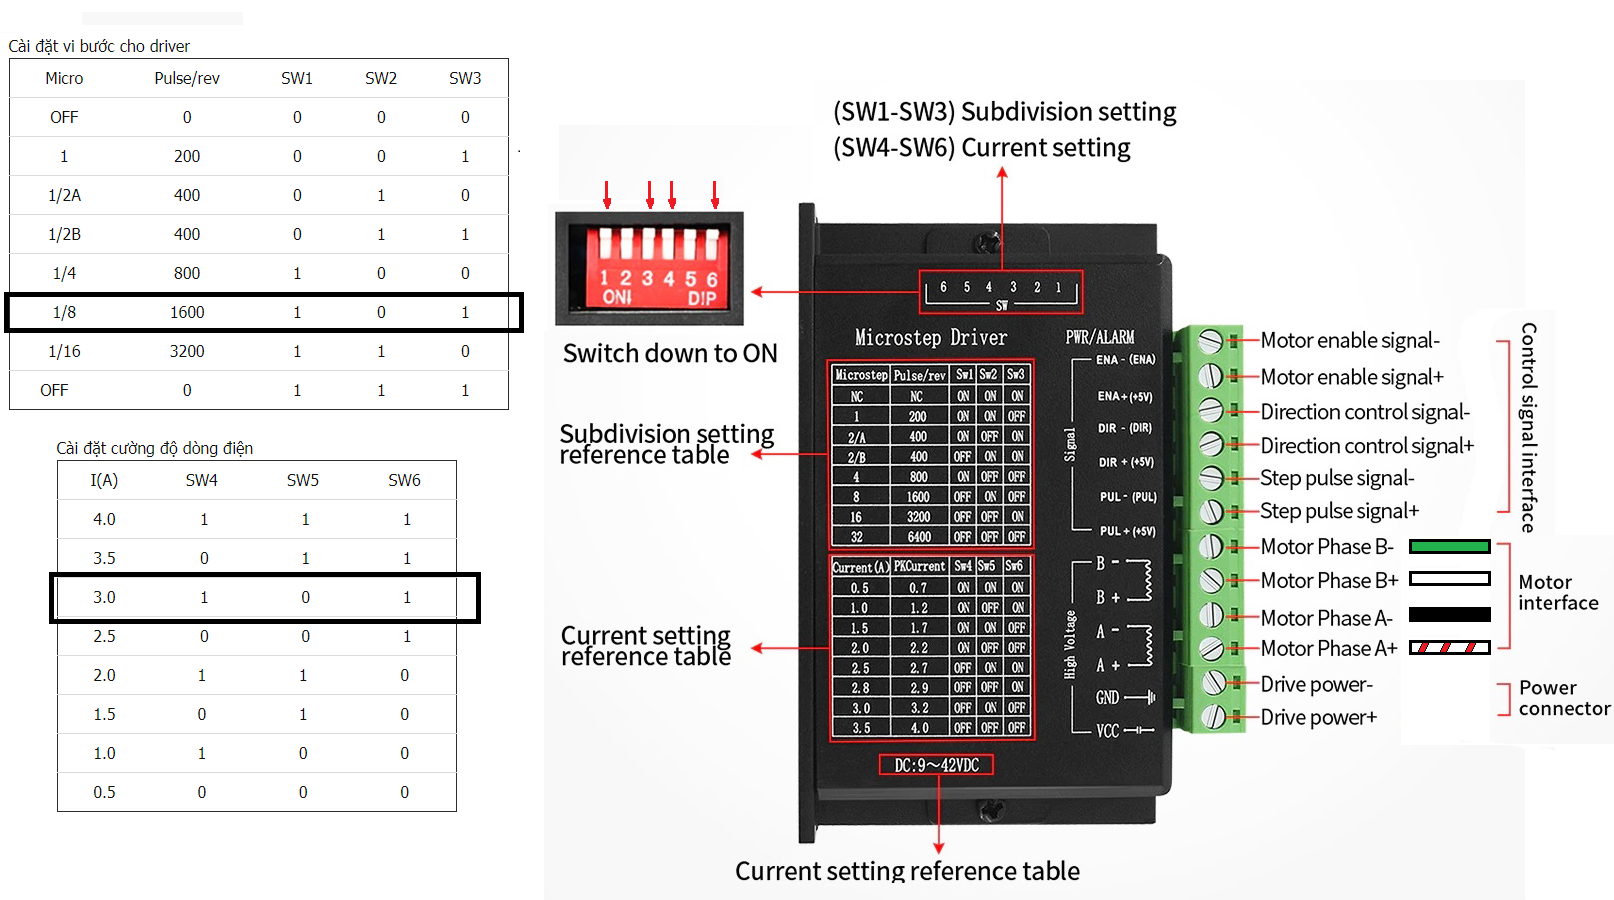 Cài đặt vi bước cho driver
Micro Pulse/rev SW1 SW2 SW3
OFF 0 0 0 0
1 200 0 0 1
1/2A 400 0 1 0
1/2B 400 0 1 1
1/4 800 1 0 0
1/8 1600 1 0 1
1/16 3200 1 1 0
OFF 0 1 1 1
Cài đặt cường độ dòng điện
I(A) SW4 SW5 SW6
4.0 1 1 1
3.5 0 1 1
3.0 1 0 1
2.5 0 0 1
2.0 1 1 0
1.5 0 1 0
1.0 1 0 0
0.5 0 0 0
(SW1-SW3) Subdivision setting
(SW4-SW6) Current setting
1 2 3 4 5 6
ON↓ DIP
Switch down to ON
6 5 4 3 2 1
SW
Microstep Driver
PWR/ALARM
Subdivision setting
reference table
Microstep Pulse/rev Sw1 Sw2 Sw3
NC NC ON ON ON
1 200 ON ON OFF
2/A 400 ON OFF ON
2/B 400 ON OFF OFF
4 800 OFF ON ON
8 1600 OFF ON OFF
16 3200 OFF OFF ON
32 6400 OFF OFF OFF
Current setting
reference table
Current(A) PKCurrent Sw4 Sw5 Sw6
0.5 0.7 ON ON ON
1.0 1.2 ON OFF ON
1.5 1.7 ON ON OFF
2.0 2.2 ON OFF OFF
2.5 2.7 OFF ON ON
2.8 2.9 OFF OFF ON
3.0 3.2 OFF ON OFF
3.5 4.0 OFF OFF OFF
DC:9~42VDC
Current setting reference table
Signal
ENA - (ENA)
ENA + (+5V)
DIR - (DIR)
DIR + (+5V)
PUL - (PUL)
PUL + (+5V)
High Voltage
B -
B +
A -
A +
GND
VCC
Motor enable signal-
Motor enable signal+
Direction control signal-
Direction control signal+
Step pulse signal-
Step pulse signal+
Control signal interface
Motor Phase B-
Motor Phase B+
Motor Phase A-
Motor Phase A+
Motor
interface
Drive power-
Drive power+
Power
connector